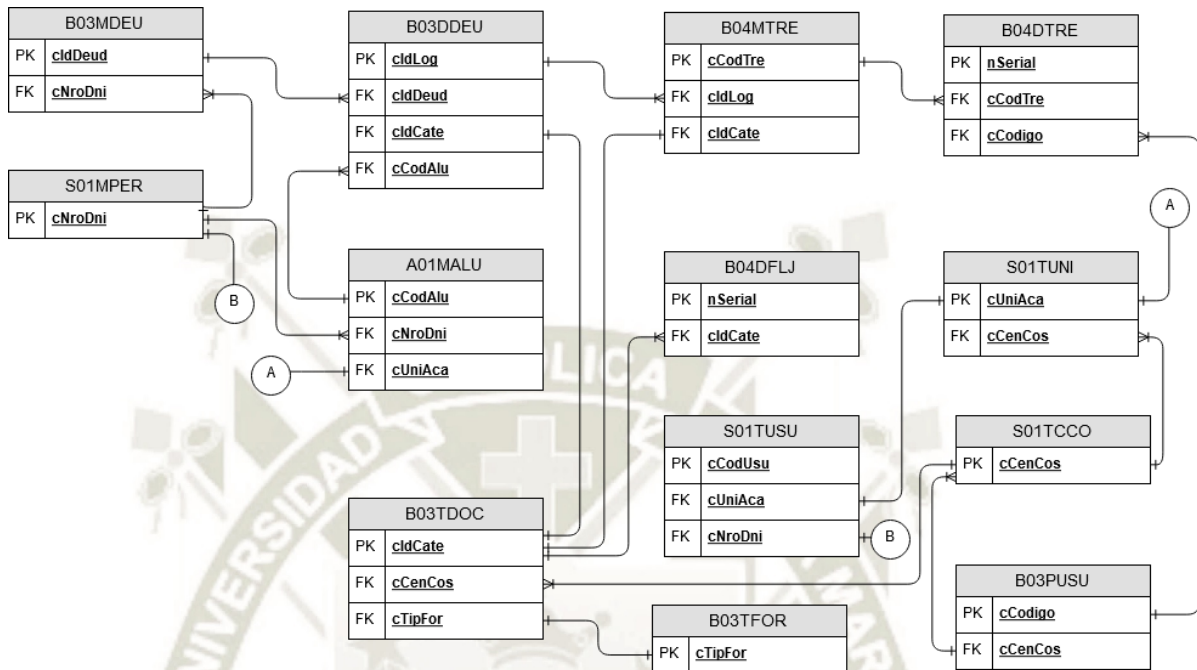 B03MDEU
PK cIdDeud
FK cNroDni
B03DDEU
PK cIdLog
FK cIdDeud
FK cIdCate
FK cCodAlu
B04MTRE
PK cCodTre
FK cIdLog
FK cIdCate
B04DTRE
PK nSerial
FK cCodTre
FK cCodigo
S01MPER
PK cNroDni
B
A01MALU
PK cCodAlu
FK cNroDni
FK cUniAca
A
B04DFLJ
PK nSerial
FK cIdCate
A
S01TUNI
PK cUniAca
FK cCenCos
S01TUSU
PK cCodUsu
FK cUniAca
FK cNroDni
B
S01TCCO
PK cCenCos
B03TDOC
PK cIdCate
FK cCenCos
FK cTipFor
B03TFOR
PK cTipFor
B03PUSU
PK cCodigo
FK cCenCos
UNIVERSIDAD